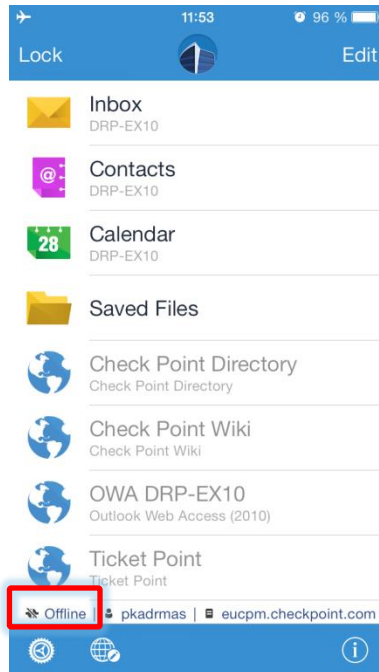 11:53 96 %
Lock Edit
Inbox
DRP-EX10
@
Contacts
DRP-EX10
28
Calendar
DRP-EX10
Saved Files
Check Point Directory
Check Point Directory
Check Point Wiki
Check Point Wiki
OWA DRP-EX10
Outlook Web Access (2010)
Ticket Point
Ticket Point
Offline | pkadrmas | eucpm.checkpoint.com
i